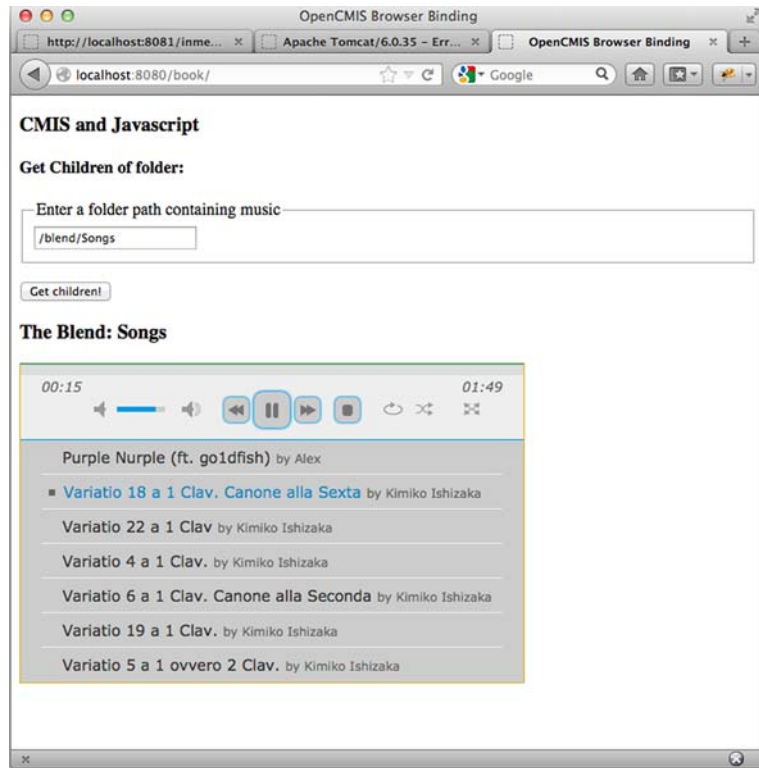 OpenCMIS Browser Binding
http://localhost:8081/inme...
Apache Tomcat/6.0.35 – Err...
OpenCMIS Browser Binding
localhost:8080/book/
Google
CMIS and Javascript
Get Children of folder:
Enter a folder path containing music
/blend/Songs
Get children!
The Blend: Songs
00:15
01:49
Purple Nurple (ft. go1dfish) by Alex
Variatio 18 a 1 Clav. Canone alla Sexta by Kimiko Ishizaka
Variatio 22 a 1 Clav by Kimiko Ishizaka
Variatio 4 a 1 Clav. by Kimiko Ishizaka
Variatio 6 a 1 Clav. Canone alla Seconda by Kimiko Ishizaka
Variatio 19 a 1 Clav. by Kimiko Ishizaka
Variatio 5 a 1 ovvero 2 Clav. by Kimiko Ishizaka